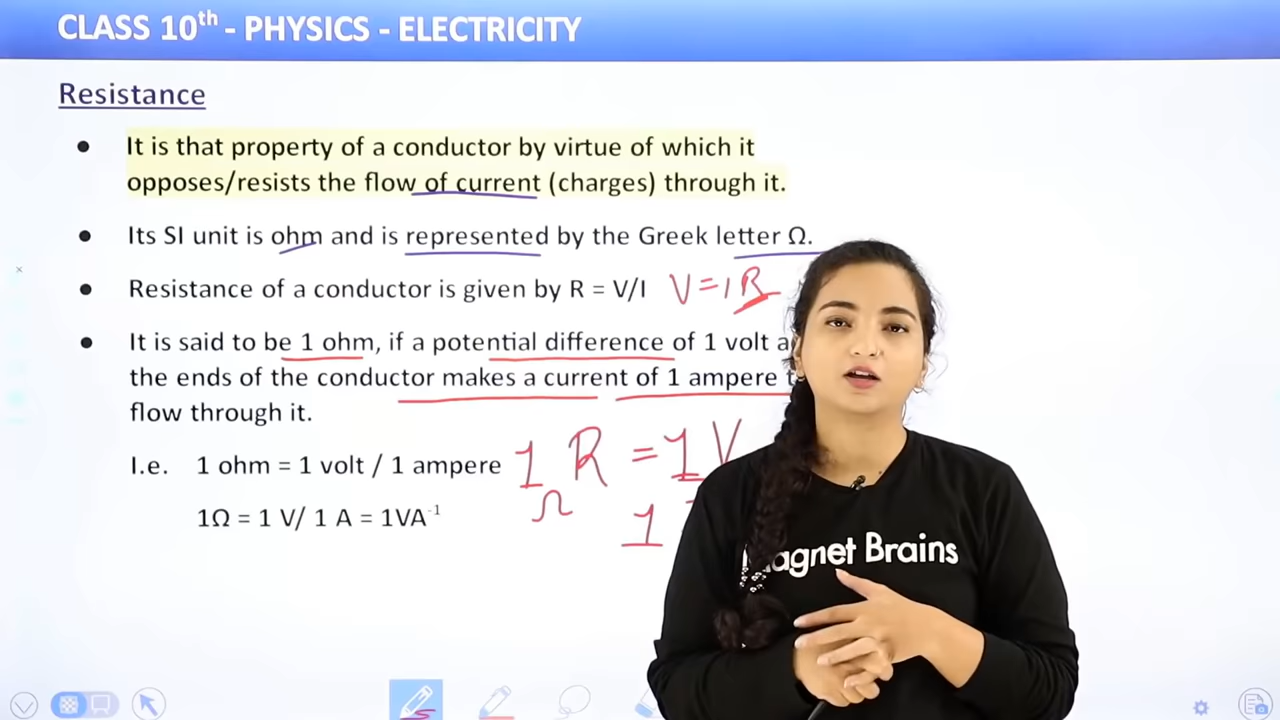 CLASS 10th - PHYSICS - ELECTRICITY
Resistance
● It is that property of a conductor by virtue of which it
opposes/resists the flow of current (charges) through it.
● Its SI unit is ohm and is represented by the Greek letter Ω.
● Resistance of a conductor is given by R = V/I V=IR
● It is said to be 1 ohm, if a potential difference of 1 volt
the ends of the conductor makes a current of 1 ampere
flow through it.
I.e. 1 ohm = 1 volt / 1 ampere 1 R = 1 V
Ω 1
1Ω = 1 V/ 1 A = 1VA⁻¹
Magnet Brains